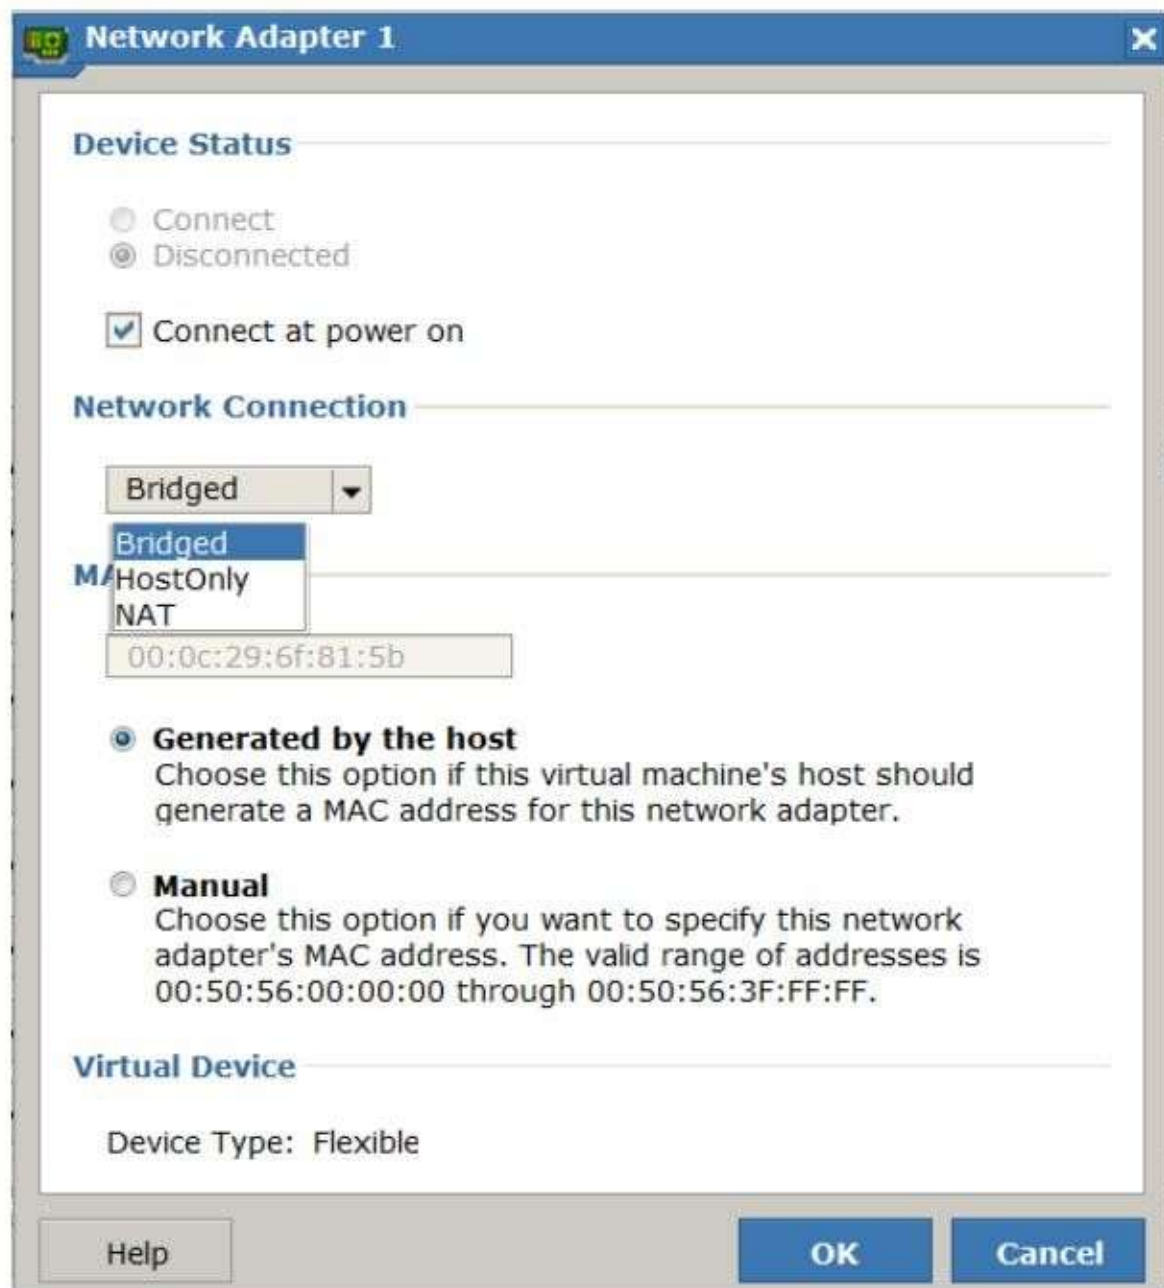 Network Adapter 1
Device Status
Connect
Disconnected
Connect at power on
Network Connection
Bridged
Bridged
HostOnly
NAT
00:0c:29:6f:81:5b
Generated by the host
Choose this option if this virtual machine's host should
generate a MAC address for this network adapter.
Manual
Choose this option if you want to specify this network
adapter's MAC address. The valid range of addresses is
00:50:56:00:00:00 through 00:50:56:3F:FF:FF.
Virtual Device
Device Type: Flexible
Help
OK
Cancel